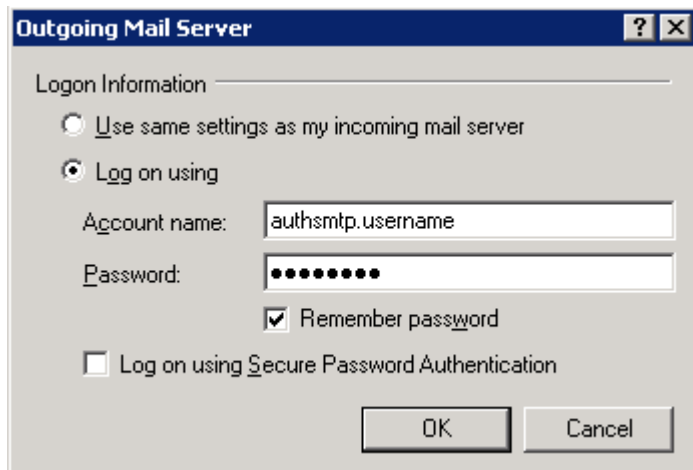 Outgoing Mail Server
Logon Information
Use same settings as my incoming mail server
Log on using
Account name: authsmtp.username
Password: ●●●●●●●●
Remember password
Log on using Secure Password Authentication
OK Cancel